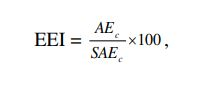 EEI = AE_c / SAE_c ×100 ,